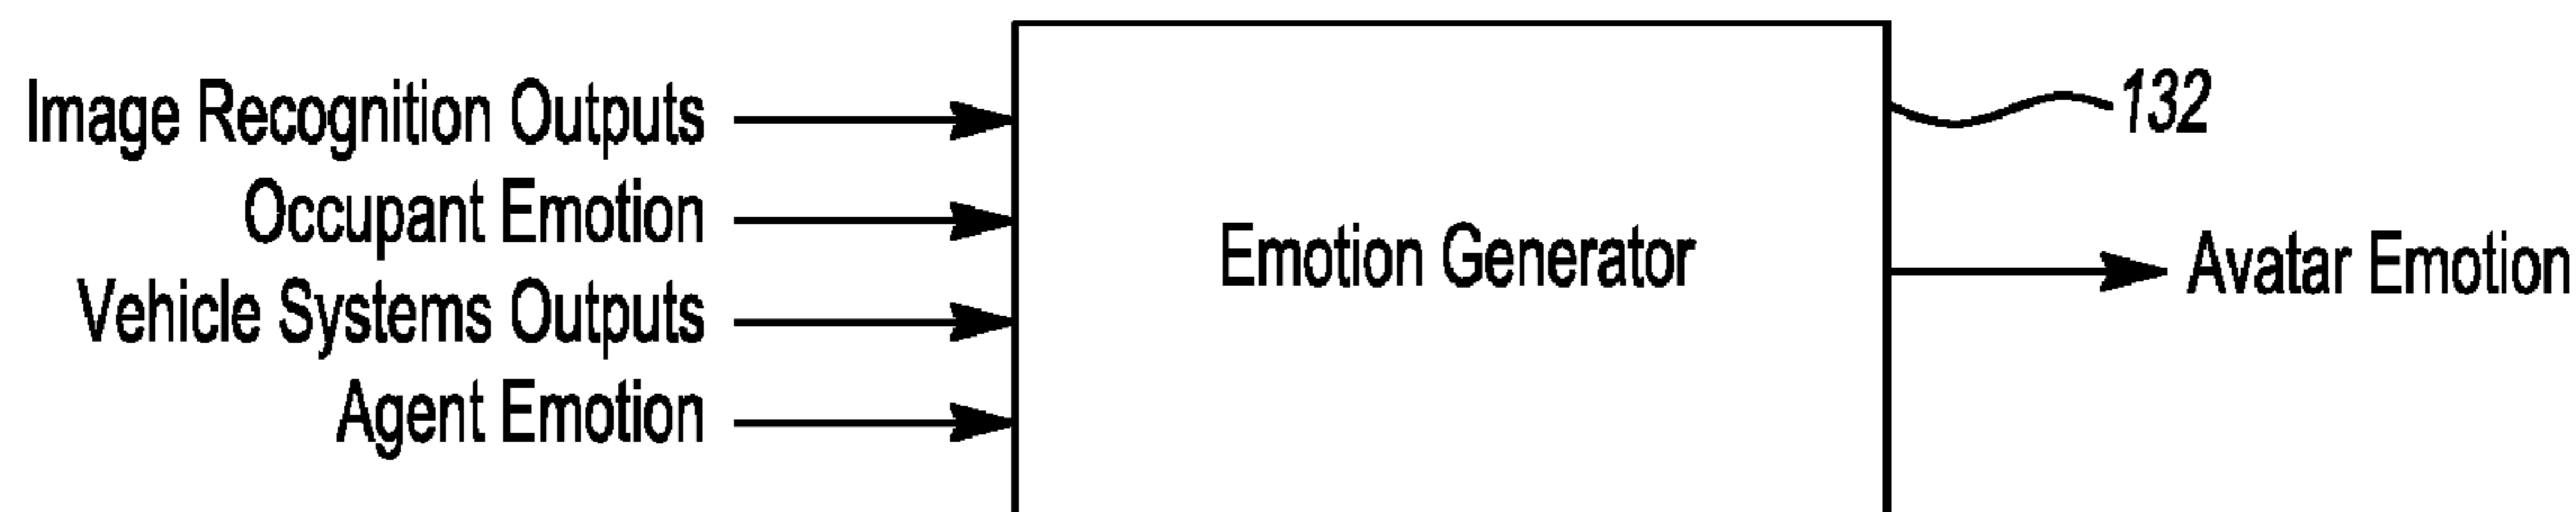 Image Recognition Outputs
Occupant Emotion
Vehicle Systems Outputs
Agent Emotion
Emotion Generator
132
Avatar Emotion